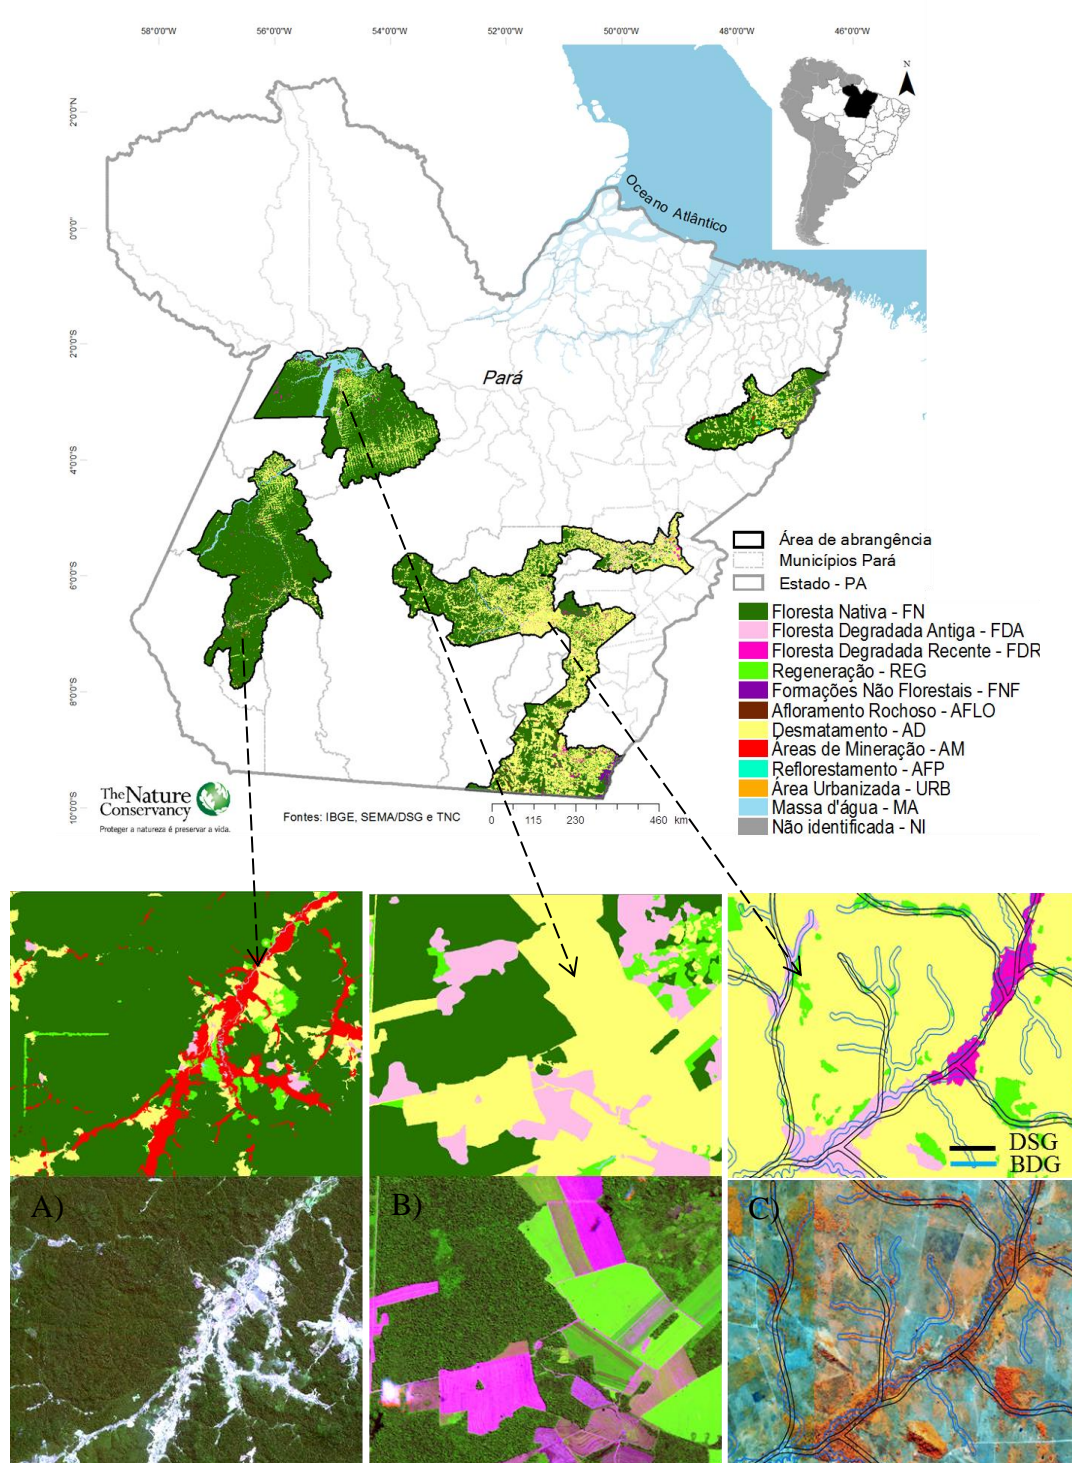 58°0'0"W 56°0'0"W 54°0'0"W 52°0'0"W 50°0'0"W 48°0'0"W 46°0'0"W
N
2°0'0"N
Oceano Atlântico
0°0'0"
2°0'0"S
Pará
4°0'0"S
Área de abrangência
Municípios Pará
6°0'0"S
Estado - PA
Floresta Nativa - FN
Floresta Degradada Antiga - FDA
Floresta Degradada Recente - FDR
Regeneração - REG
8°0'0"S
Formações Não Florestais - FNF
Afloramento Rochoso - AFLO
Desmatamento - AD
Áreas de Mineração - AM
Reflorestamento - AFP
Área Urbanizada - URB
Massa d'água - MA
Não identificada - NI
10°0'0"S
The Nature
Conservancy
Proteger a natureza é preservar a vida.
Fontes: IBGE, SEMA/DSG e TNC
0 115 230 460 km
DSG
BDG
A)
B)
C)